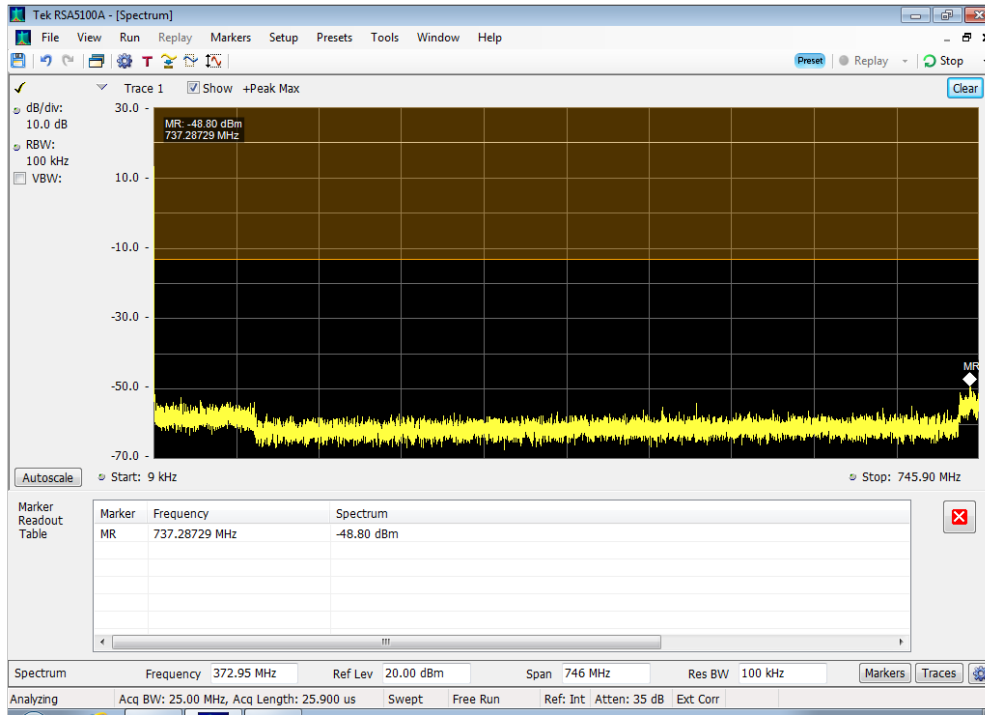 Tek RSA5100A - [Spectrum]
File View Run Replay Markers Setup Presets Tools Window Help
T Preset Replay Stop
Trace 1 Show +Peak Max Clear
dB/div:
10.0 dB
RBW:
100 kHz
VBW:
30.0 -
MR: -48.80 dBm
737.28729 MHz
10.0 -
-10.0 -
-30.0 -
MR
-50.0 -
-70.0 -
Autoscale Start: 9 kHz Stop: 745.90 MHz
Marker
Readout
Table
Marker Frequency Spectrum
MR 737.28729 MHz -48.80 dBm
Spectrum Frequency 372.95 MHz Ref Lev 20.00 dBm Span 746 MHz Res BW 100 kHz Markers Traces
Analyzing Acq BW: 25.00 MHz, Acq Length: 25.900 us Swept Free Run Ref: Int Atten: 35 dB Ext Corr